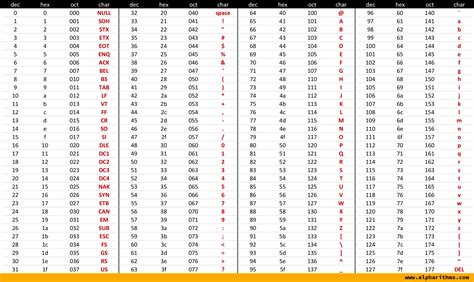 dec hex oct char dec hex oct char dec hex oct char dec hex oct char
0 0 000 NULL 32 20 040 space 64 40 100 @ 96 60 140 `
1 1 001 SOH 33 21 041 ! 65 41 101 A 97 61 141 a
2 2 002 STX 34 22 042 " 66 42 102 B 98 62 142 b
3 3 003 ETX 35 23 043 # 67 43 103 C 99 63 143 c
4 4 004 EOT 36 24 044 $ 68 44 104 D 100 64 144 d
5 5 005 ENQ 37 25 045 % 69 45 105 E 101 65 145 e
6 6 006 ACK 38 26 046 & 70 46 106 F 102 66 146 f
7 7 007 BEL 39 27 047 ' 71 47 107 G 103 67 147 g
8 8 010 BS 40 28 050 ( 72 48 110 H 104 68 150 h
9 9 011 TAB 41 29 051 ) 73 49 111 I 105 69 151 i
10 a 012 LF 42 2a 052 * 74 4a 112 J 106 6a 152 j
11 b 013 VT 43 2b 053 + 75 4b 113 K 107 6b 153 k
12 c 014 FF 44 2c 054 , 76 4c 114 L 108 6c 154 l
13 d 015 CR 45 2d 055 - 77 4d 115 M 109 6d 155 m
14 e 016 SO 46 2e 056 . 78 4e 116 N 110 6e 156 n
15 f 017 SI 47 2f 057 / 79 4f 117 O 111 6f 157 o
16 10 020 DLE 48 30 060 0 80 50 120 P 112 70 160 p
17 11 021 DC1 49 31 061 1 81 51 121 Q 113 71 161 q
18 12 022 DC2 50 32 062 2 82 52 122 R 114 72 162 r
19 13 023 DC3 51 33 063 3 83 53 123 S 115 73 163 s
20 14 024 DC4 52 34 064 4 84 54 124 T 116 74 164 t
21 15 025 NAK 53 35 065 5 85 55 125 U 117 75 165 u
22 16 026 SYN 54 36 066 6 86 56 126 V 118 76 166 v
23 17 027 ETB 55 37 067 7 87 57 127 W 119 77 167 w
24 18 030 CAN 56 38 070 8 88 58 130 X 120 78 170 x
25 19 031 EM 57 39 071 9 89 59 131 Y 121 79 171 y
26 1a 032 SUB 58 3a 072 : 90 5a 132 Z 122 7a 172 z
27 1b 033 ESC 59 3b 073 ; 91 5b 133 [ 123 7b 173 {
28 1c 034 FS 60 3c 074 < 92 5c 134 \ 124 7c 174 |
29 1d 035 GS 61 3d 075 = 93 5d 135 ] 125 7d 175 }
30 1e 036 RS 62 3e 076 > 94 5e 136 ^ 126 7e 176 ~
31 1f 037 US 63 3f 077 ? 95 5f 137 _ 127 7f 177 DEL
www.alpharithms.com